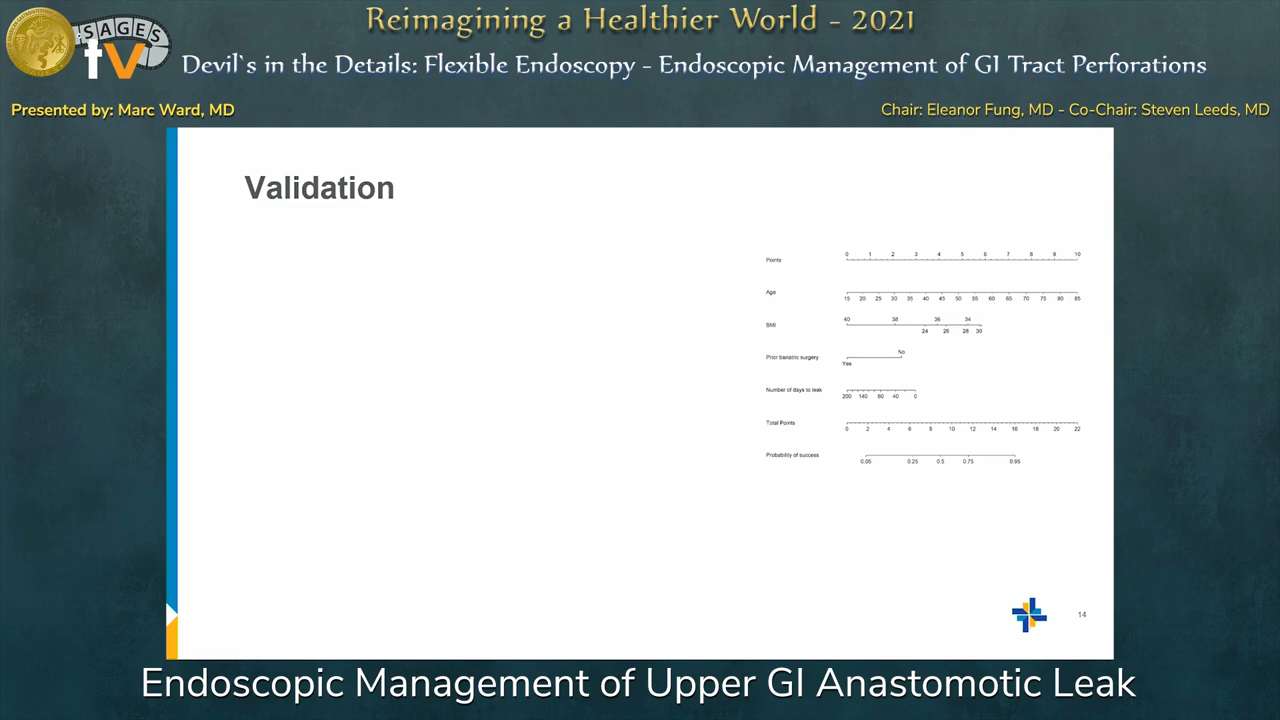 Reimagining a Healthier World - 2021
SAGES
tv
Devil`s in the Details: Flexible Endoscopy - Endoscopic Management of GI Tract Perforations
Presented by: Marc Ward, MD
Chair: Eleanor Fung, MD - Co-Chair: Steven Leeds, MD
Validation
Points
0 1 2 3 4 5 6 7 8 9 10
Age
15 20 25 30 35 40 45 50 55 60 65 70 75 80 85
BMI
40 38 36 34
24 26 28 30
Prior bariatric surgery
No
Yes
Number of days to leak
200 140 80 40 0
Total Points
0 2 4 6 8 10 12 14 16 18 20 22
Probability of success
0.05 0.25 0.5 0.75 0.95
14
Endoscopic Management of Upper GI Anastomotic Leak